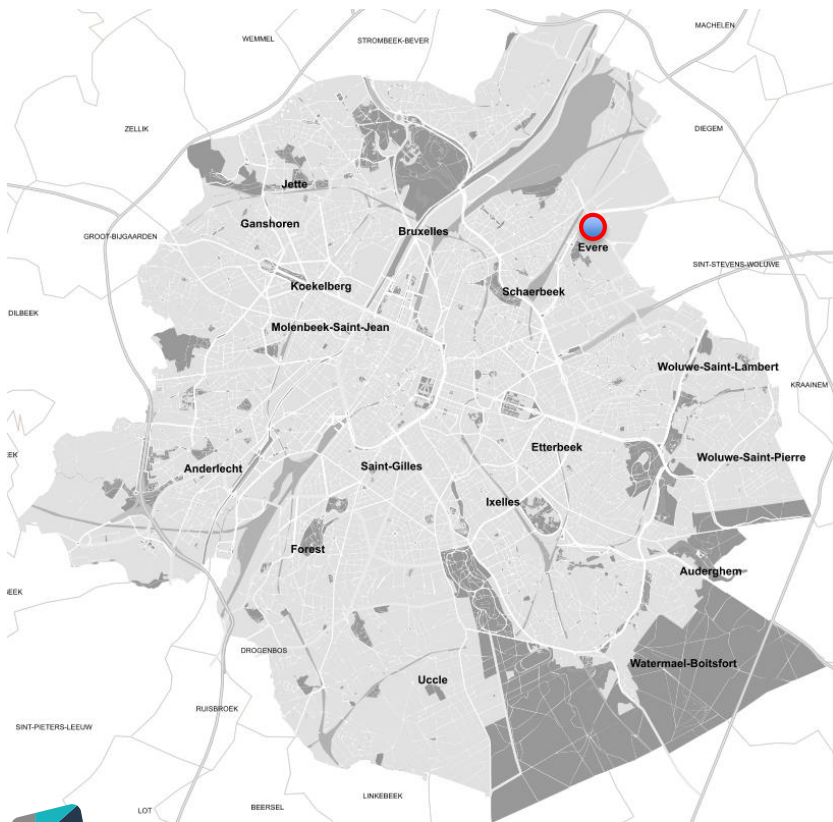 MACHELEN
WEMMEL
STROMBEEK-BEVER
ZELLIK
DIEGEM
Jette
Ganshoren
Bruxelles
GROOT-BIJGAARDEN
Evere
SINT-STEVENS-WOLUWE
Koekelberg
Schaerbeek
DILBEEK
Molenbeek-Saint-Jean
Woluwe-Saint-Lambert
KRAAINEM
Etterbeek
EEK
Anderlecht
Saint-Gilles
Woluwe-Saint-Pierre
Ixelles
Forest
Auderghem
BEEK
DROGENBOS
Watermael-Boitsfort
Uccle
RUISBROEK
SINT-PIETERS-LEEUW
LINKEBEEK
LOT
BEERSEL